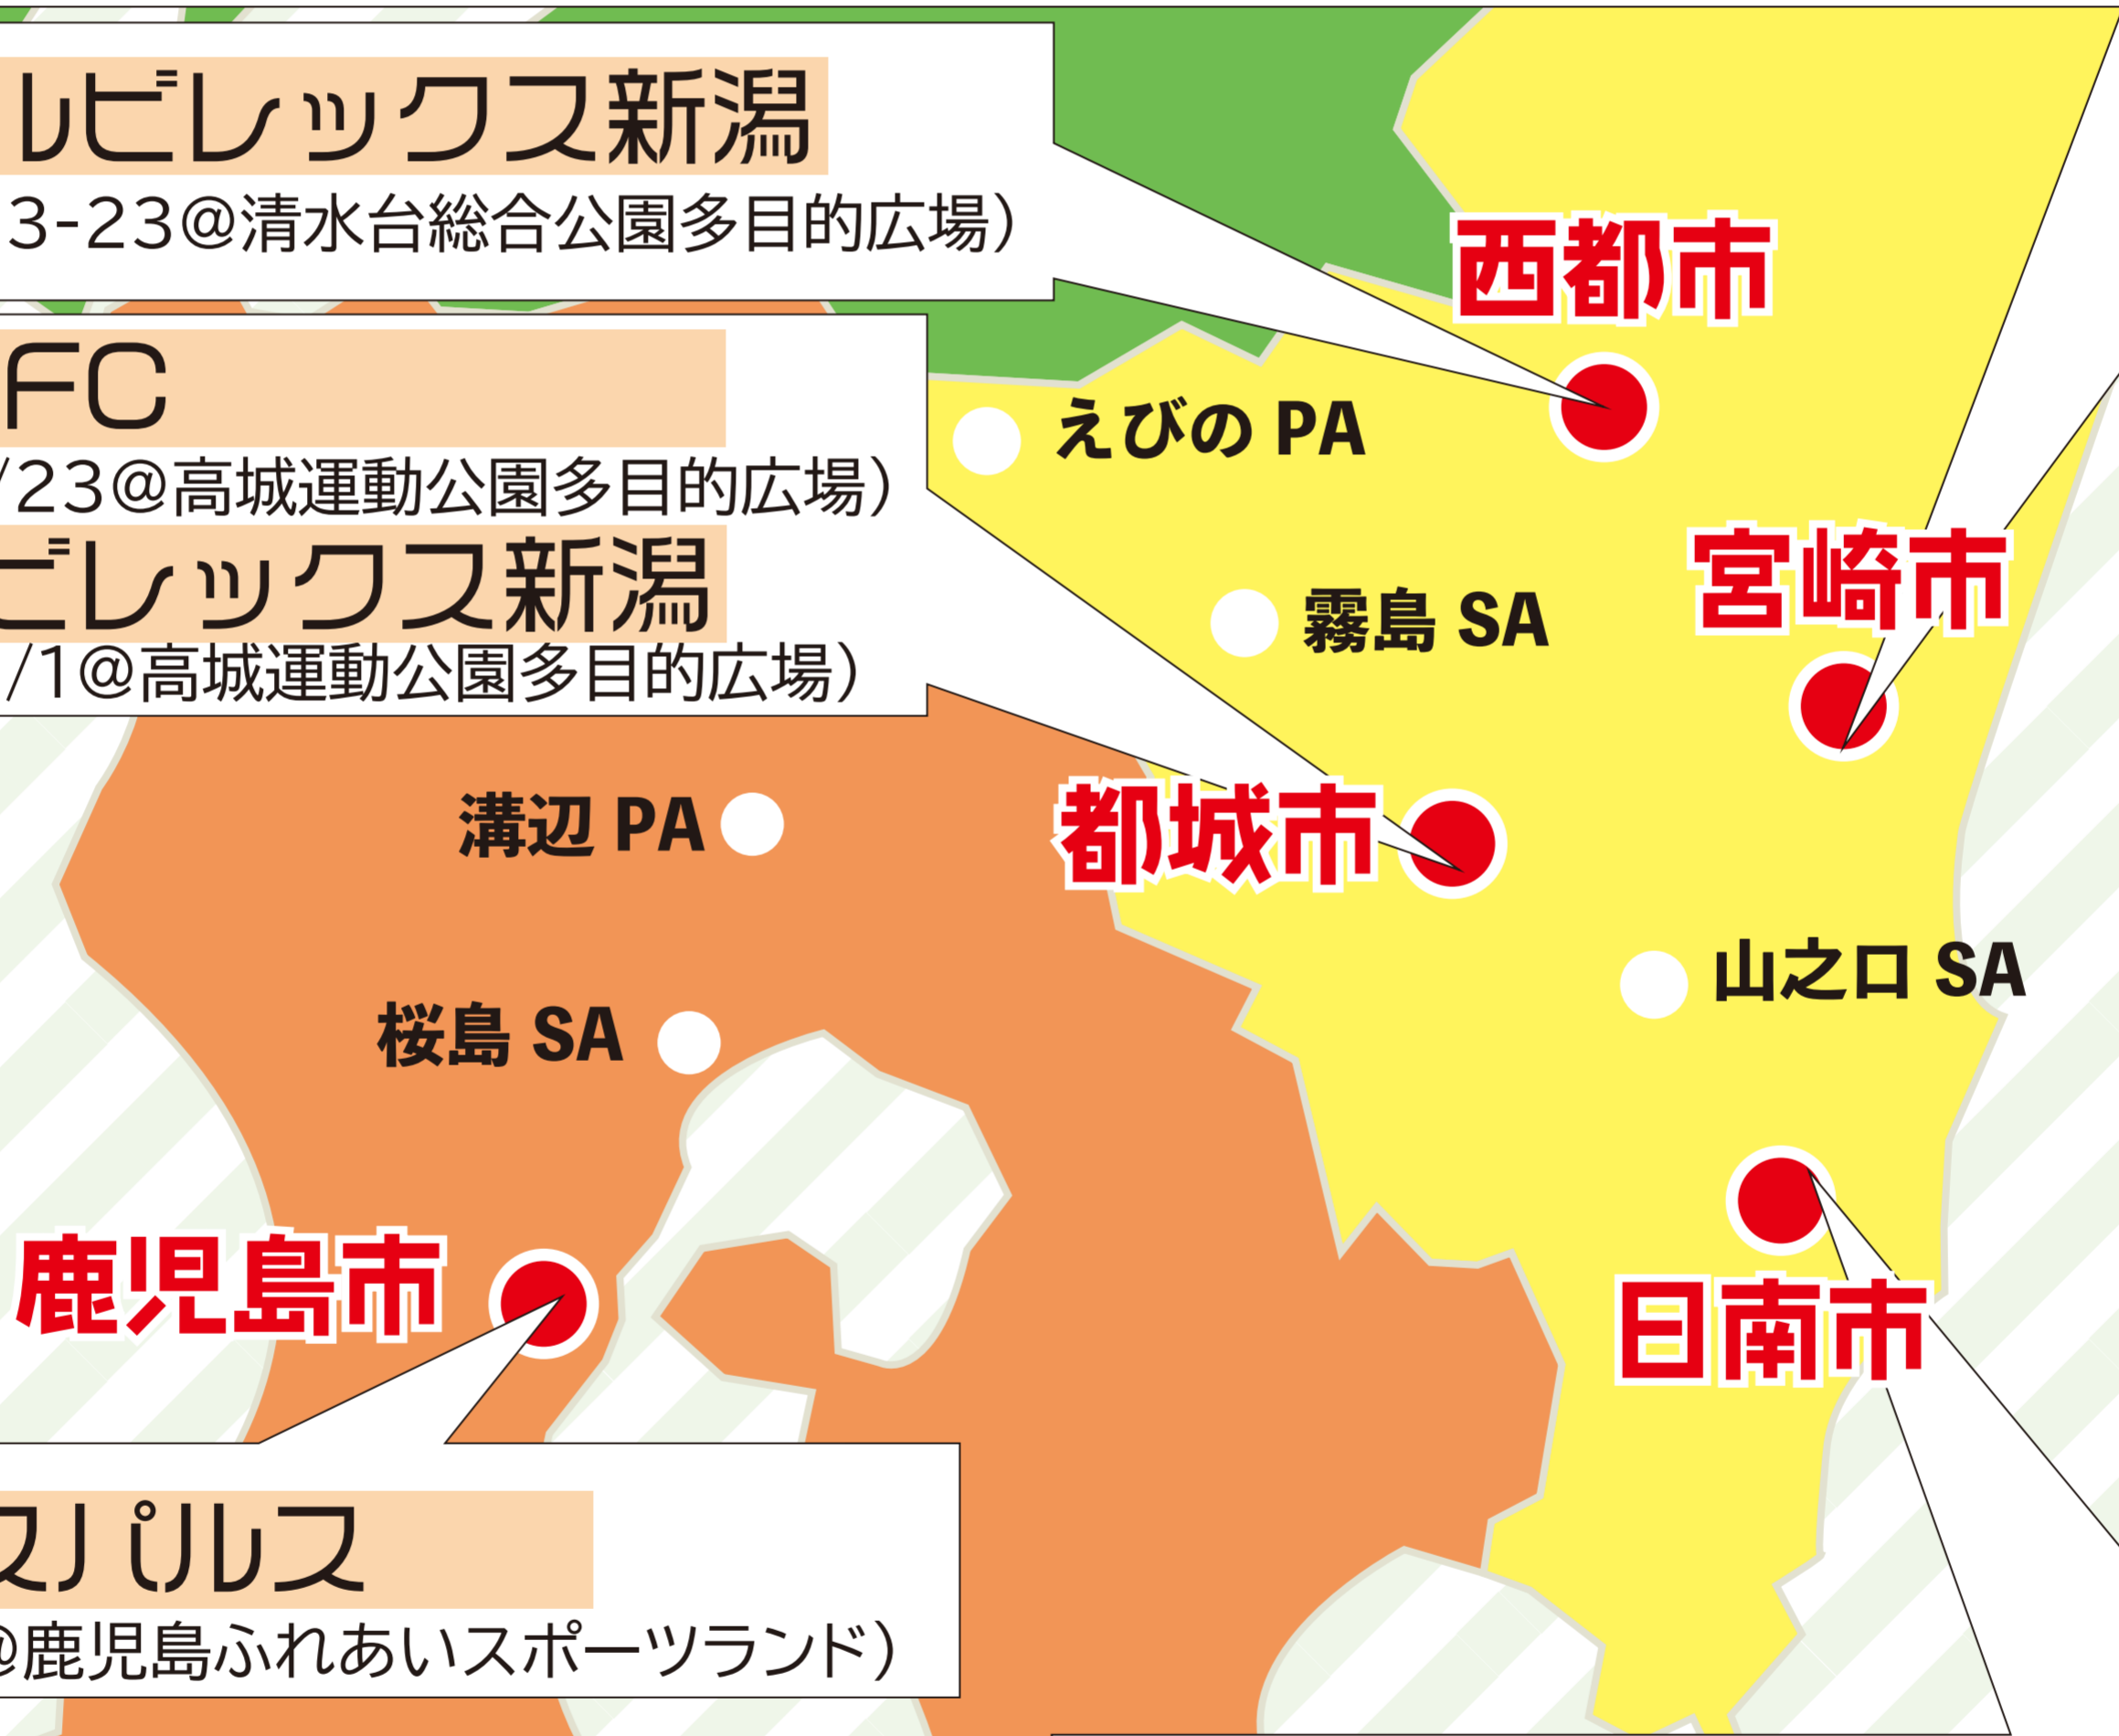 ルビレックス新潟
3-23@清水台総合公園多目的広場）
西都市
FC
えびの PA
/23@高城運動公園多目的広場）
ビレックス新潟
宮崎市
霧島 SA
/1@高城運動公園多目的広場）
溝辺 PA
都城市
山之口 SA
桜島 SA
鹿児島市
日南市
スパルス
@鹿児島ふれあいスポーツランド）